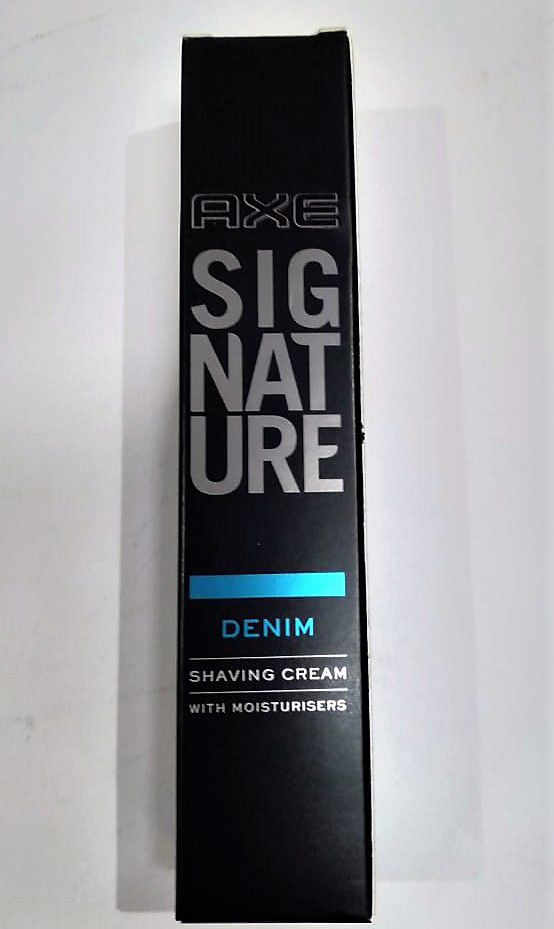 AXE
SIG
NAT
URE
DENIM
SHAVING CREAM
WITH MOISTURISERS